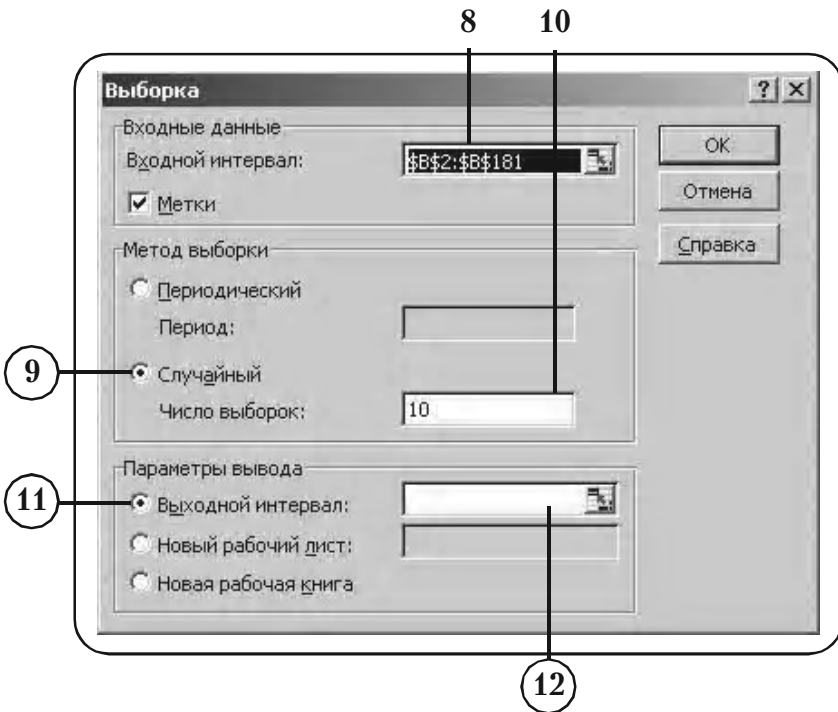 8 10
Выборка
Входные данные
Входной интервал: $B$2:$B$181
Метки
OK
Отмена
Справка
Метод выборки
Периодический
Период:
9 Случайный
Число выборок: 10
Параметры вывода
11 Выходной интервал:
Новый рабочий лист:
Новая рабочая книга
12